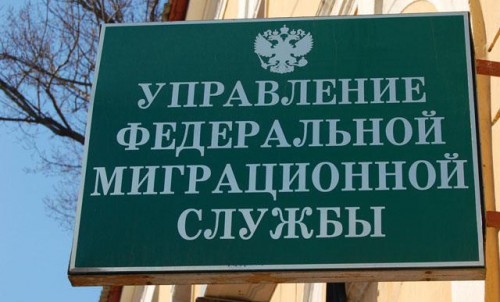 УПРАВЛЕНИЕ
ФЕДЕРАЛЬНОЙ
МИГРАЦИОННОЙ
СЛУЖБЫ